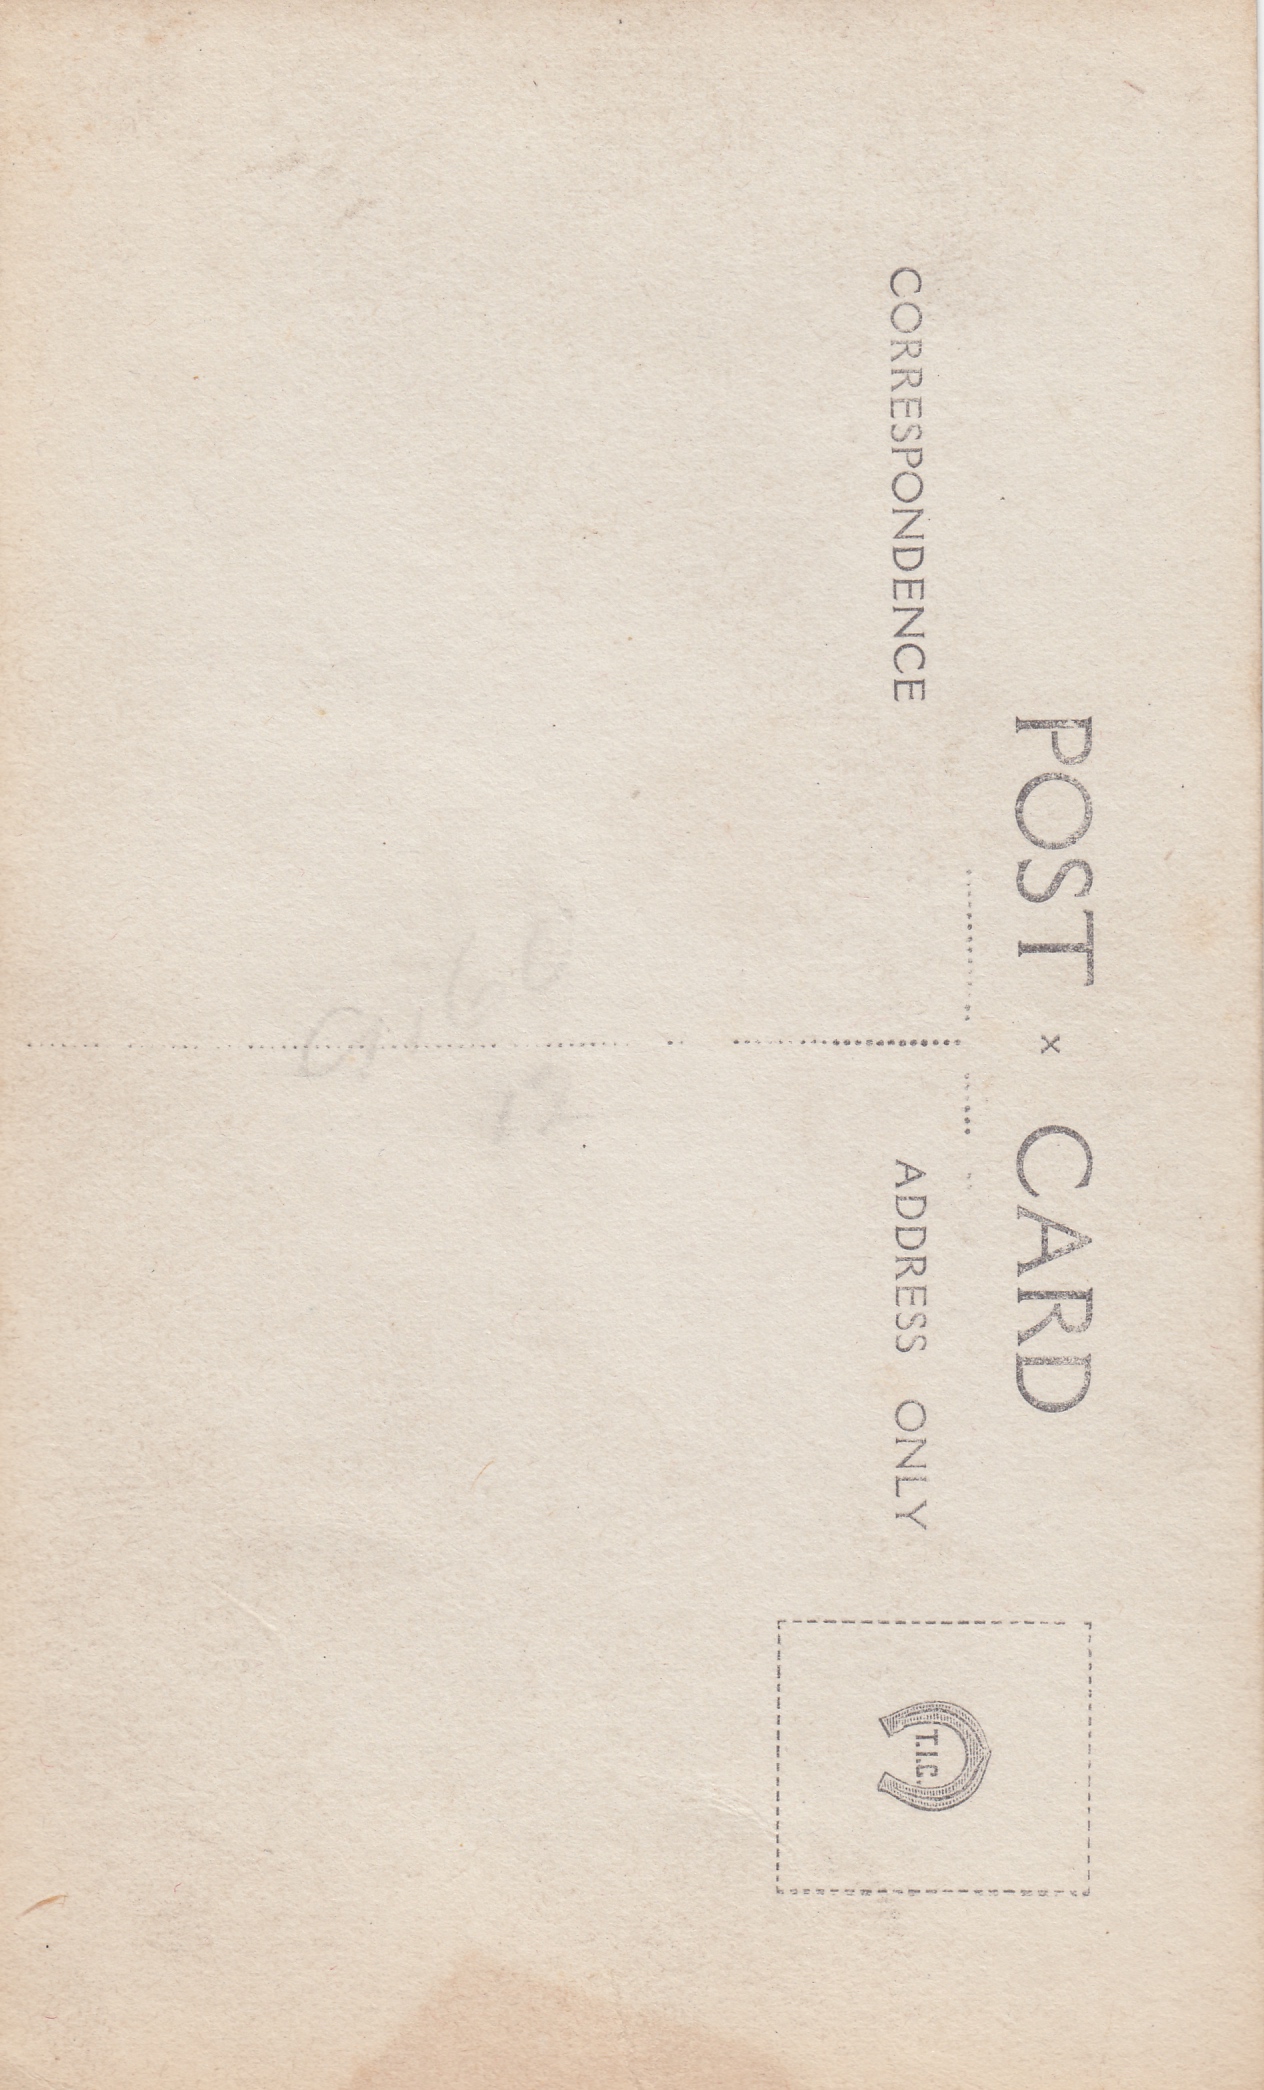 POST x CARD
CORRESPONDENCE
ADDRESS ONLY
T.I.C.